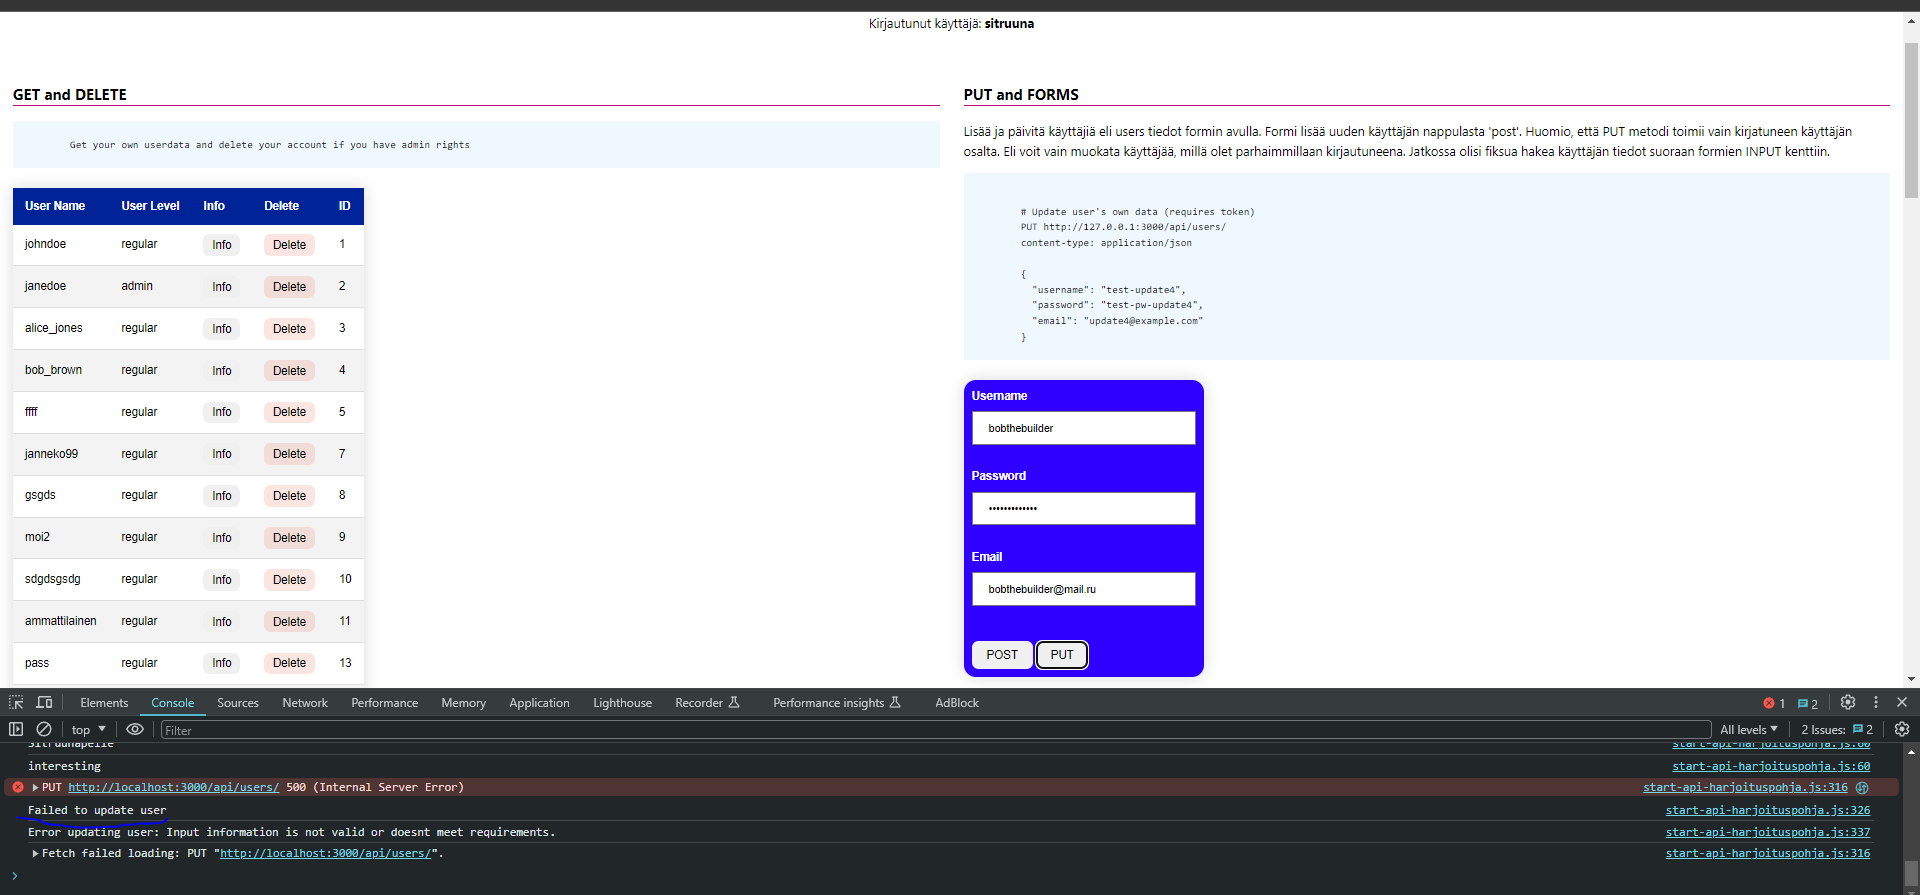 Kirjautunut käyttäjä: sitruuna
GET and DELETE
Get your own userdata and delete your account if you have admin rights
User Name User Level Info Delete ID
johndoe regular Info Delete 1
janedoe admin Info Delete 2
alice_jones regular Info Delete 3
bob_brown regular Info Delete 4
ffff regular Info Delete 5
janneko99 regular Info Delete 7
gsgds regular Info Delete 8
moi2 regular Info Delete 9
sdgdsgsdg regular Info Delete 10
ammattilainen regular Info Delete 11
pass regular Info Delete 13
PUT and FORMS
Lisää ja päivitä käyttäjiä eli users tiedot formin avulla. Formi lisää uuden käyttäjän nappulasta 'post'. Huomio, että PUT metodi toimii vain kirjatuneen käyttäjän
osalta. Eli voit vain muokata käyttäjää, millä olet parhaimmillaan kirjautuneena. Jatkossa olisi fiksua hakea käyttäjän tiedot suoraan formien INPUT kenttiin.
# Update user's own data (requires token)
PUT http://127.0.0.1:3000/api/users/
content-type: application/json
{
"username": "test-update4",
"password": "test-pw-update4",
"email": "update4@example.com"
}
Username
bobthebuilder
Password
•••••••••••••
Email
bobthebuilder@mail.ru
POST PUT
Elements Console Sources Network Performance Memory Application Lighthouse Recorder Performance insights AdBlock 1 2
top Filter All levels 2 Issues: 2
Sitruunapelle start-api-harjoituspohja.js:60
interesting start-api-harjoituspohja.js:60
PUT http://localhost:3000/api/users/ 500 (Internal Server Error) start-api-harjoituspohja.js:316
Failed to update user start-api-harjoituspohja.js:326
Error updating user: Input information is not valid or doesnt meet requirements. start-api-harjoituspohja.js:337
Fetch failed loading: PUT "http://localhost:3000/api/users/". start-api-harjoituspohja.js:316